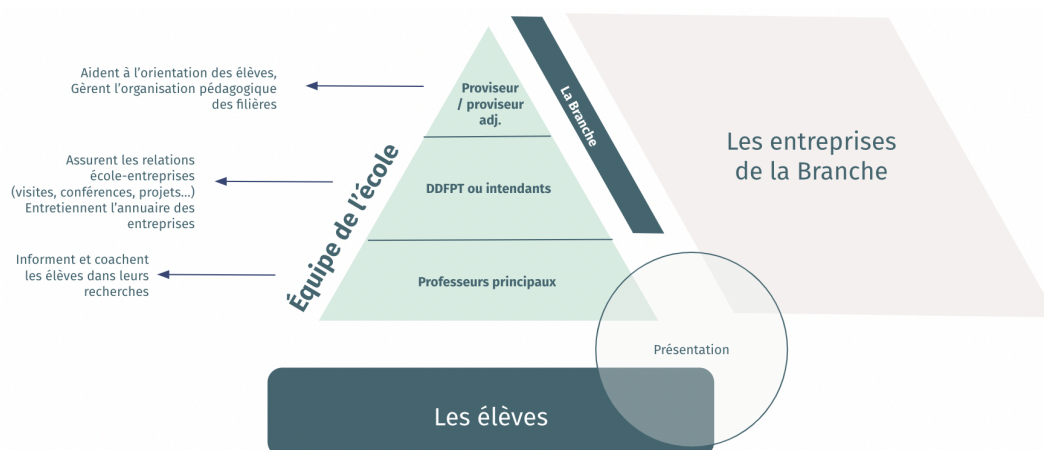 Aident à l'orientation des élèves,
Gèrent l'organisation pédagogique
des filières
Assurent les relations
école-entreprises
(visites, conférences, projets...)
Entretiennent l'annuaire des
entreprises
Informent et coachent
les élèves dans leurs
recherches
Équipe de l'école
Proviseur
/ proviseur
adj.
DDFPT ou intendants
Professeurs principaux
La Branche
Les entreprises
de la Branche
Présentation
Les élèves